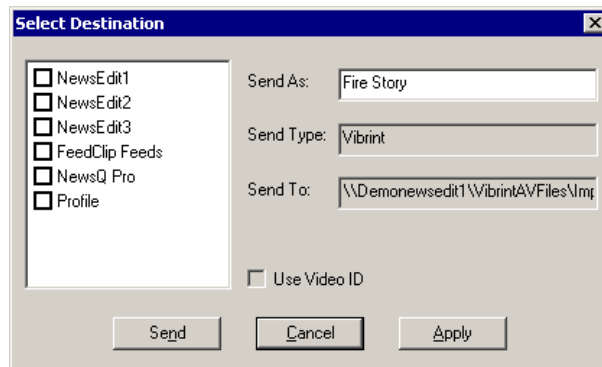 Select Destination
NewsEdit1
NewsEdit2
NewsEdit3
FeedClip Feeds
NewsQ Pro
Profile
Send As: Fire Story
Send Type: Vibrint
Send To: \\Demonewsedit1\VibrintAVFiles\Imp
Use Video ID
Send Cancel Apply